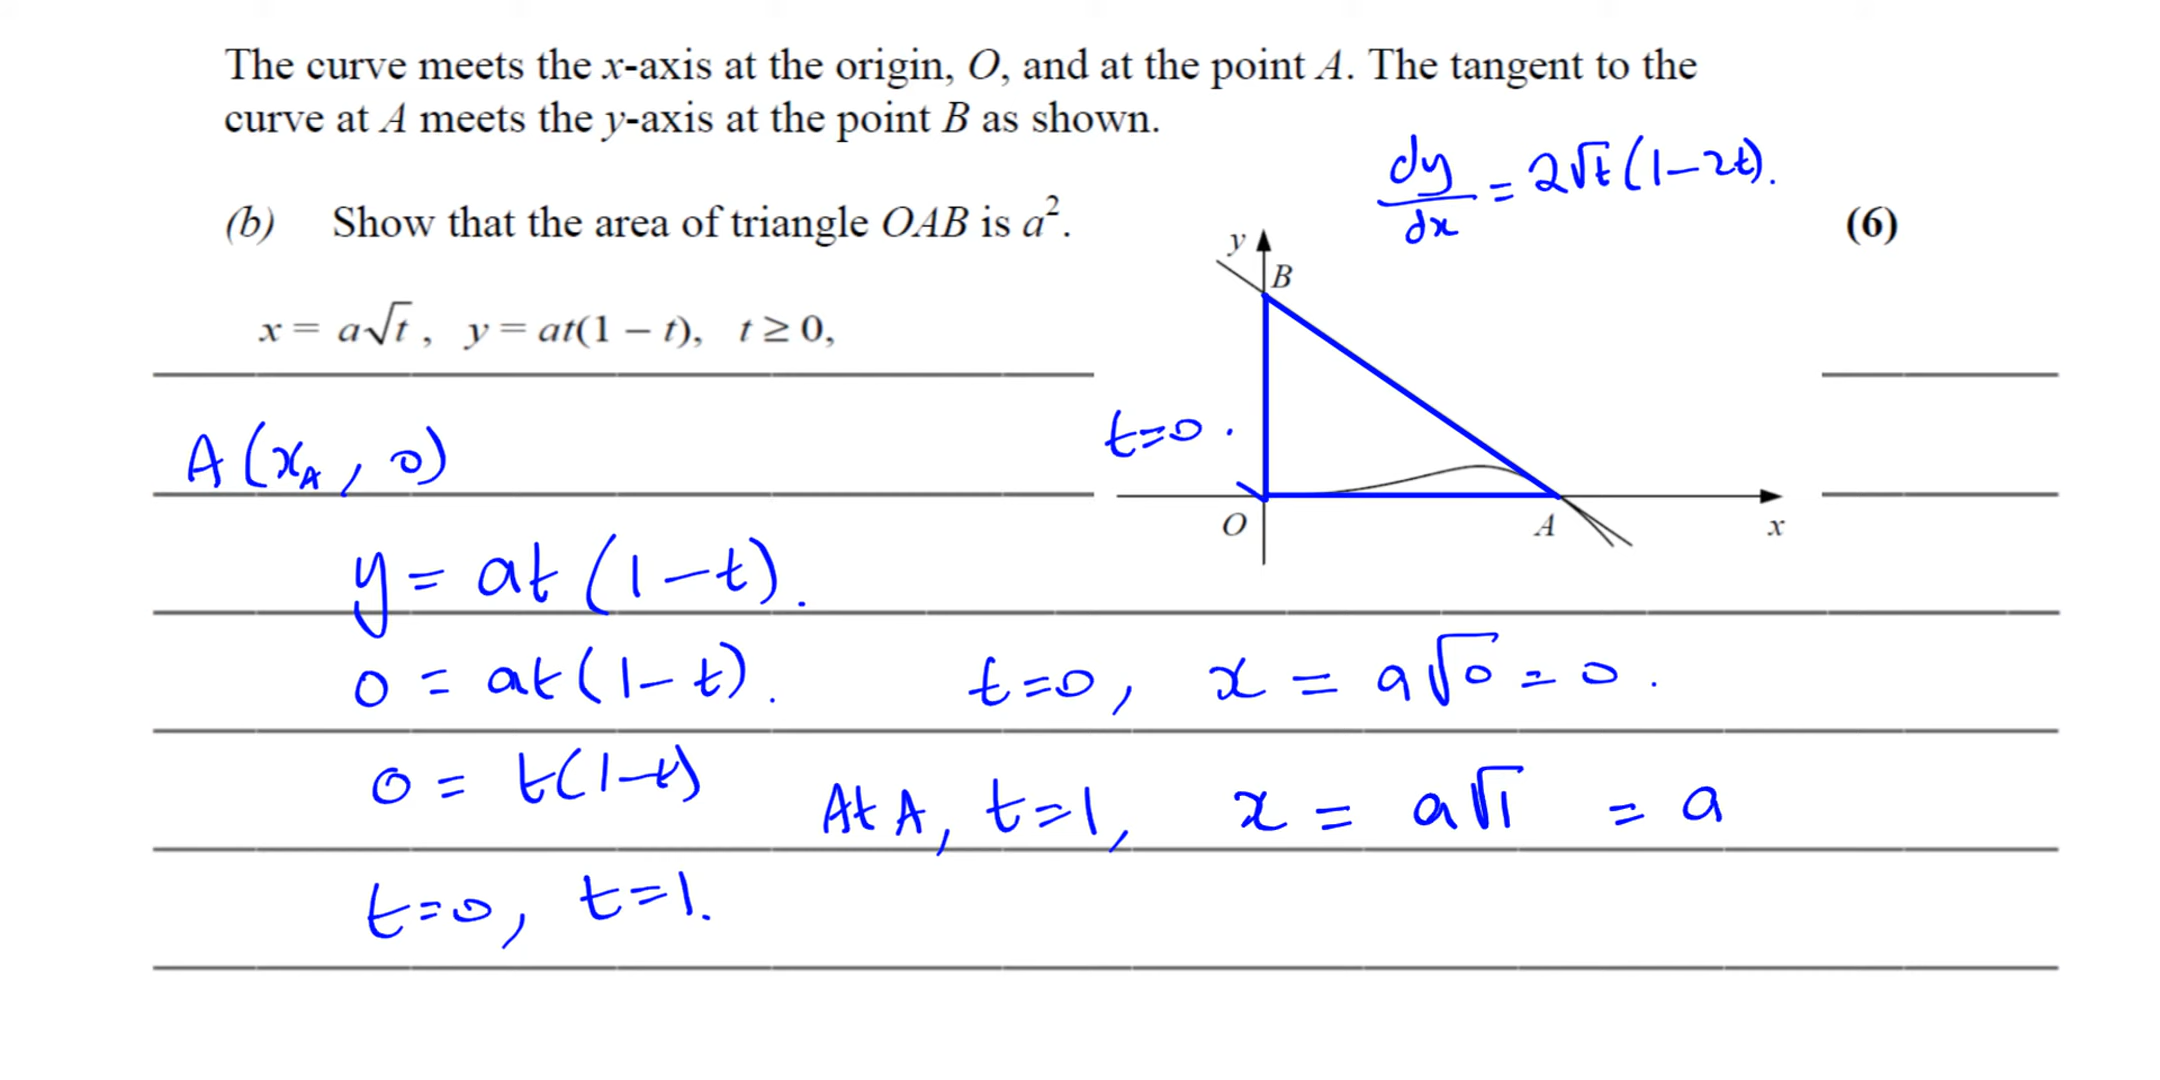 The curve meets the x-axis at the origin, O, and at the point A. The tangent to the
curve at A meets the y-axis at the point B as shown.
dy/dx = 2√t (1-2t).
(b) Show that the area of triangle OAB is a².
(6)
y
B
x = a√t, y = at(1 – t), t ≥ 0,
t=0.
A (x_A, 0)
O
A
x
y = at (1-t).
0 = at (1-t).
t=0, x = a√0 = 0.
0 = t(1-t)
At A, t=1, x = a√1 = a
t=0, t=1.